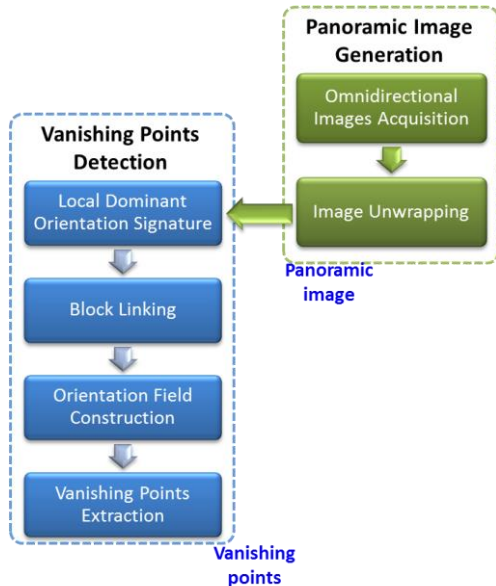 Panoramic Image
Generation
Omnidirectional
Images Acquisition
Image Unwrapping
Panoramic
image
Vanishing Points
Detection
Local Dominant
Orientation Signature
Block Linking
Orientation Field
Construction
Vanishing Points
Extraction
Vanishing
points